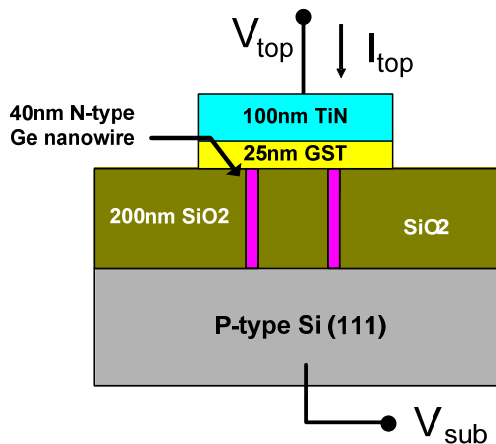 V_top
I_top
40nm N-type
Ge nanowire
100nm TiN
25nm GST
200nm SiO2
SiO2
P-type Si (111)
V_sub